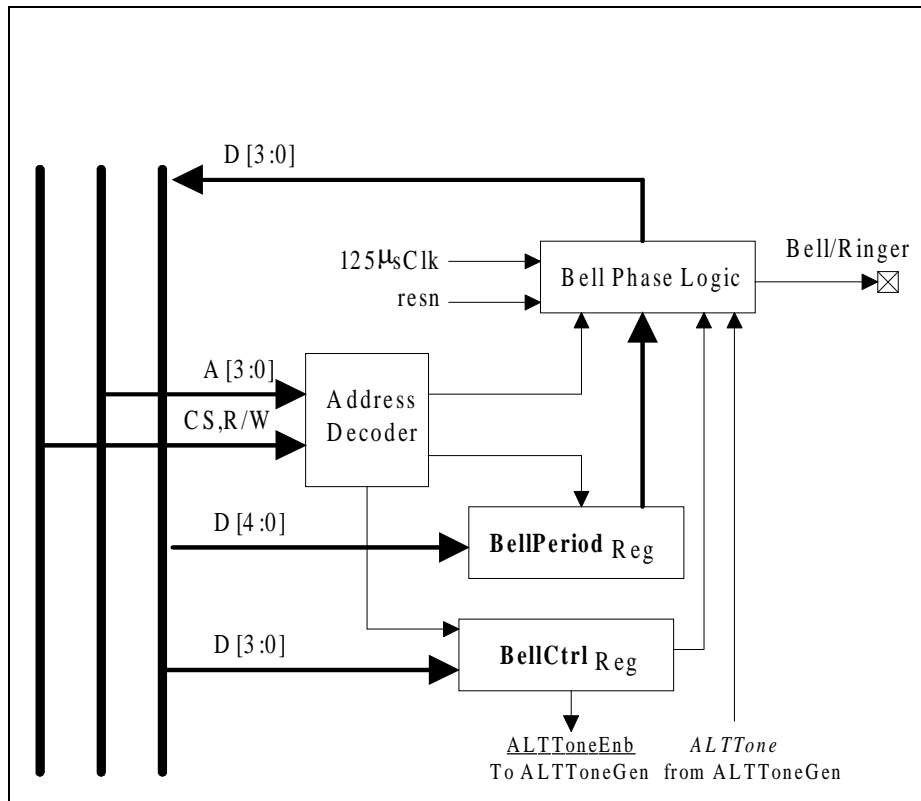 D[3:0]
Bell/Ringer
125µsClk
Bell Phase Logic
resn
A[3:0]
Address
Decoder
CS,R/W
D[4:0]
BellPeriod Reg
D[3:0]
BellCtrl Reg
ALTToneEnb
To ALTToneGen
ALTTone
from ALTToneGen